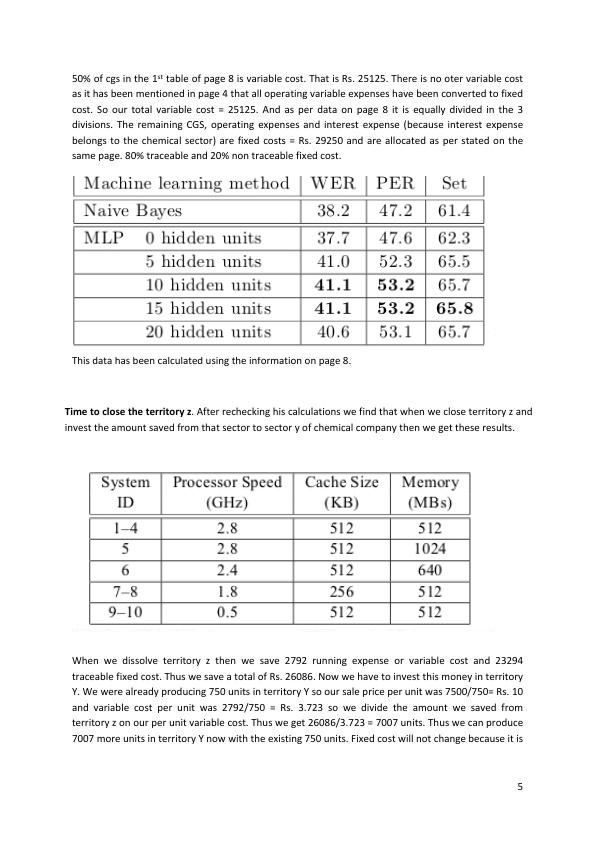 50% of cgs in the 1st table of page 8 is variable cost. That is Rs. 25125. There is no oter variable cost
as it has been mentioned in page 4 that all operating variable expenses have been converted to fixed
cost. So our total variable cost = 25125. And as per data on page 8 it is equally divided in the 3
divisions. The remaining CGS, operating expenses and interest expense (because interest expense
belongs to the chemical sector) are fixed costs = Rs. 29250 and are allocated as per stated on the
same page. 80% traceable and 20% non traceable fixed cost.
Machine learning method WER PER Set
Naive Bayes 38.2 47.2 61.4
MLP 0 hidden units 37.7 47.6 62.3
5 hidden units 41.0 52.3 65.5
10 hidden units 41.1 53.2 65.7
15 hidden units 41.1 53.2 65.8
20 hidden units 40.6 53.1 65.7
This data has been calculated using the information on page 8.
Time to close the territory z. After rechecking his calculations we find that when we close territory z and
invest the amount saved from that sector to sector y of chemical company then we get these results.
System Processor Speed Cache Size Memory
ID (GHz) (KB) (MBs)
1–4 2.8 512 512
5 2.8 512 1024
6 2.4 512 640
7–8 1.8 256 512
9–10 0.5 512 512
When we dissolve territory z then we save 2792 running expense or variable cost and 23294
traceable fixed cost. Thus we save a total of Rs. 26086. Now we have to invest this money in territory
Y. We were already producing 750 units in territory Y so our sale price per unit was 7500/750= Rs. 10
and variable cost per unit was 2792/750 = Rs. 3.723 so we divide the amount we saved from
territory z on our per unit variable cost. Thus we get 26086/3.723 = 7007 units. Thus we can produce
7007 more units in territory Y now with the existing 750 units. Fixed cost will not change because it is
5